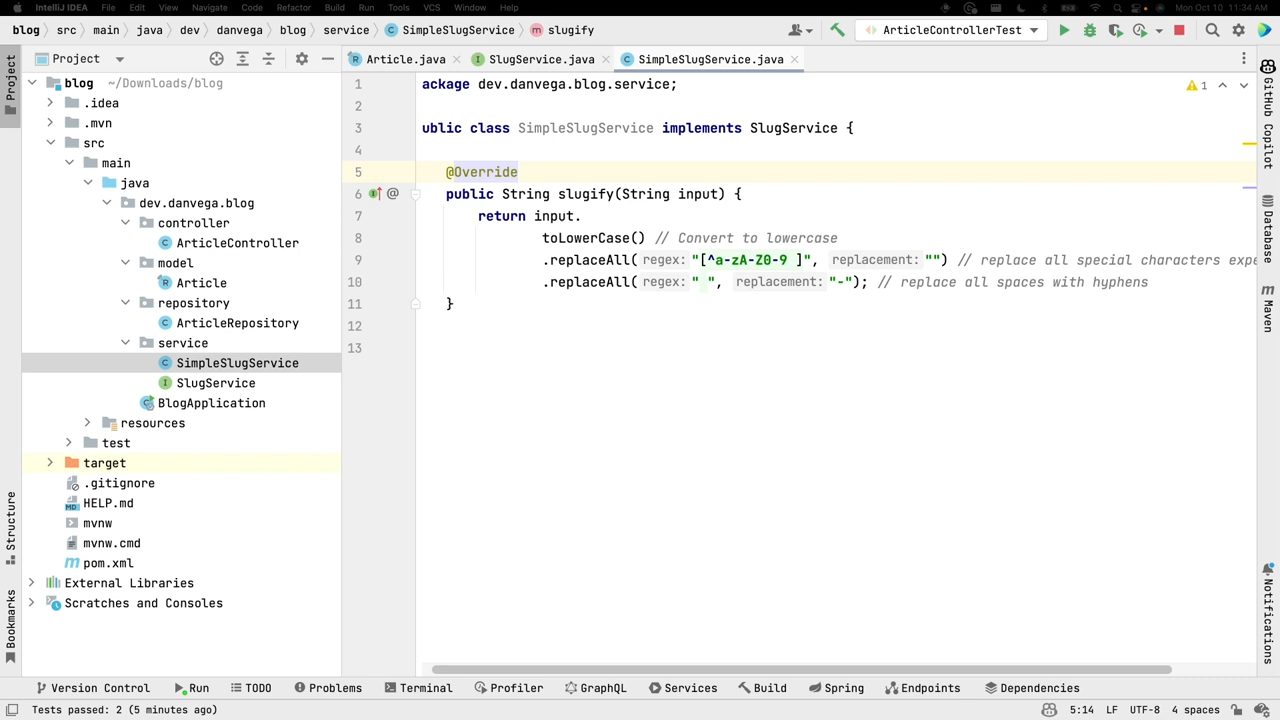 IntelliJ IDEA File Edit View Navigate Code Refactor Build Run Tools VCS Window Help Mon Oct 10 11:34 AM
blog src main java dev danvega blog service SimpleSlugService slugify ArticleControllerTest
Project Article.java SlugService.java SimpleSlugService.java
Project
blog ~/Downloads/blog
.idea
.mvn
src
main
java
dev.danvega.blog
controller
ArticleController
model
Article
repository
ArticleRepository
service
SimpleSlugService
SlugService
BlogApplication
resources
test
target
.gitignore
HELP.md
mvnw
mvnw.cmd
pom.xml
External Libraries
Scratches and Consoles
Structure
Bookmarks
1 ackage dev.danvega.blog.service;
2
3 ublic class SimpleSlugService implements SlugService {
4
5 @Override
6 public String slugify(String input) {
7 return input.
8 toLowerCase() // Convert to lowercase
9 .replaceAll( regex: "[^a-zA-Z0-9 ]", replacement: "") // replace all special characters expe
10 .replaceAll( regex: " ", replacement: "-"); // replace all spaces with hyphens
11 }
12
13
1
GitHub Copilot
Database
Maven
Notifications
Version Control Run TODO Problems Terminal Profiler GraphQL Services Build Spring Endpoints Dependencies
Tests passed: 2 (5 minutes ago) 5:14 LF UTF-8 4 spaces